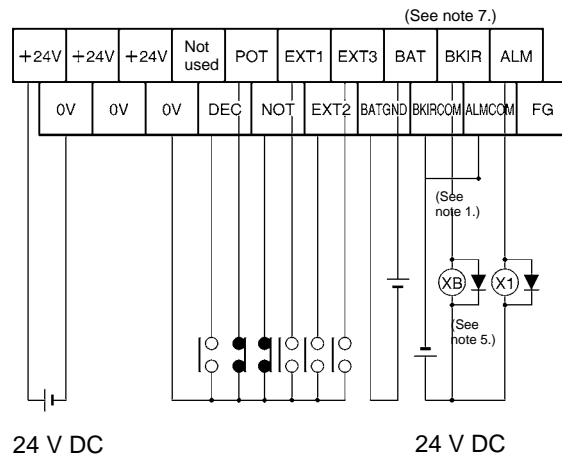 (See note 7.)
+24V +24V +24V Not used POT EXT1 EXT3 BAT BKIR ALM
0V 0V 0V DEC NOT EXT2 BATGND BKIRCOM ALMCOM FG
(See note 1.)
XB X1
(See note 5.)
24 V DC 24 V DC